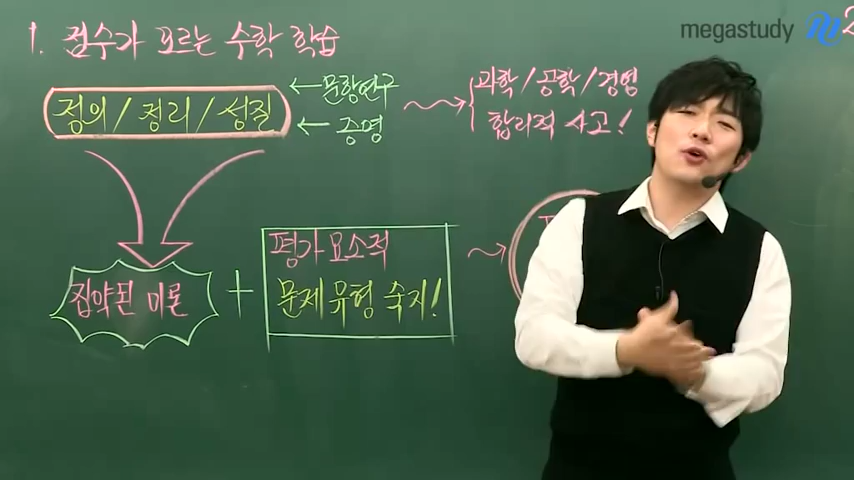 megastudy
1. 점수가 오르는 수학 학습
정의 / 정리 / 성질
← 문항연구
← 증명
과학 / 공학 / 경영
합리적 사고!
집약된 이론
+
평가 요소적
문제 유형 숙지!